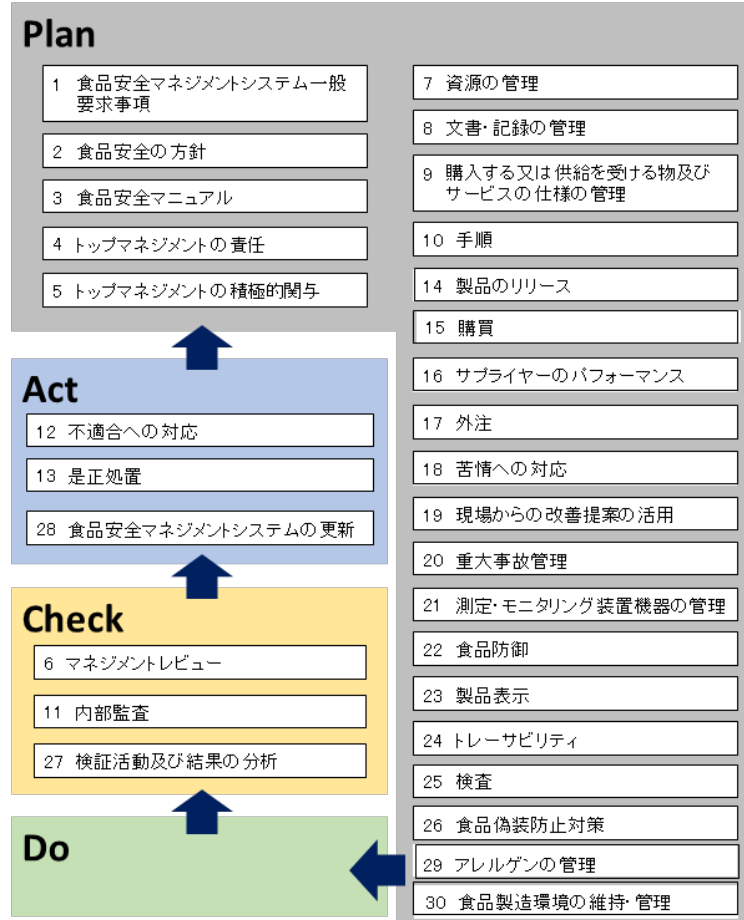 Plan
1 食品安全マネジメントシステム一般
要求事項
2 食品安全の方針
3 食品安全マニュアル
4 トップマネジメントの責任
5 トップマネジメントの積極的関与
7 資源の管理
8 文書・記録の管理
9 購入する又は供給を受ける物及び
サービスの仕様の管理
10 手順
14 製品のリリース
15 購買
16 サプライヤーのパフォーマンス
17 外注
18 苦情への対応
19 現場からの改善提案の活用
20 重大事故管理
21 測定・モニタリング装置機器の管理
22 食品防御
23 製品表示
24 トレーサビリティ
25 検査
26 食品偽装防止対策
29 アレルゲンの管理
30 食品製造環境の維持・管理
Act
12 不適合への対応
13 是正処置
28 食品安全マネジメントシステムの更新
Check
6 マネジメントレビュー
11 内部監査
27 検証活動及び結果の分析
Do